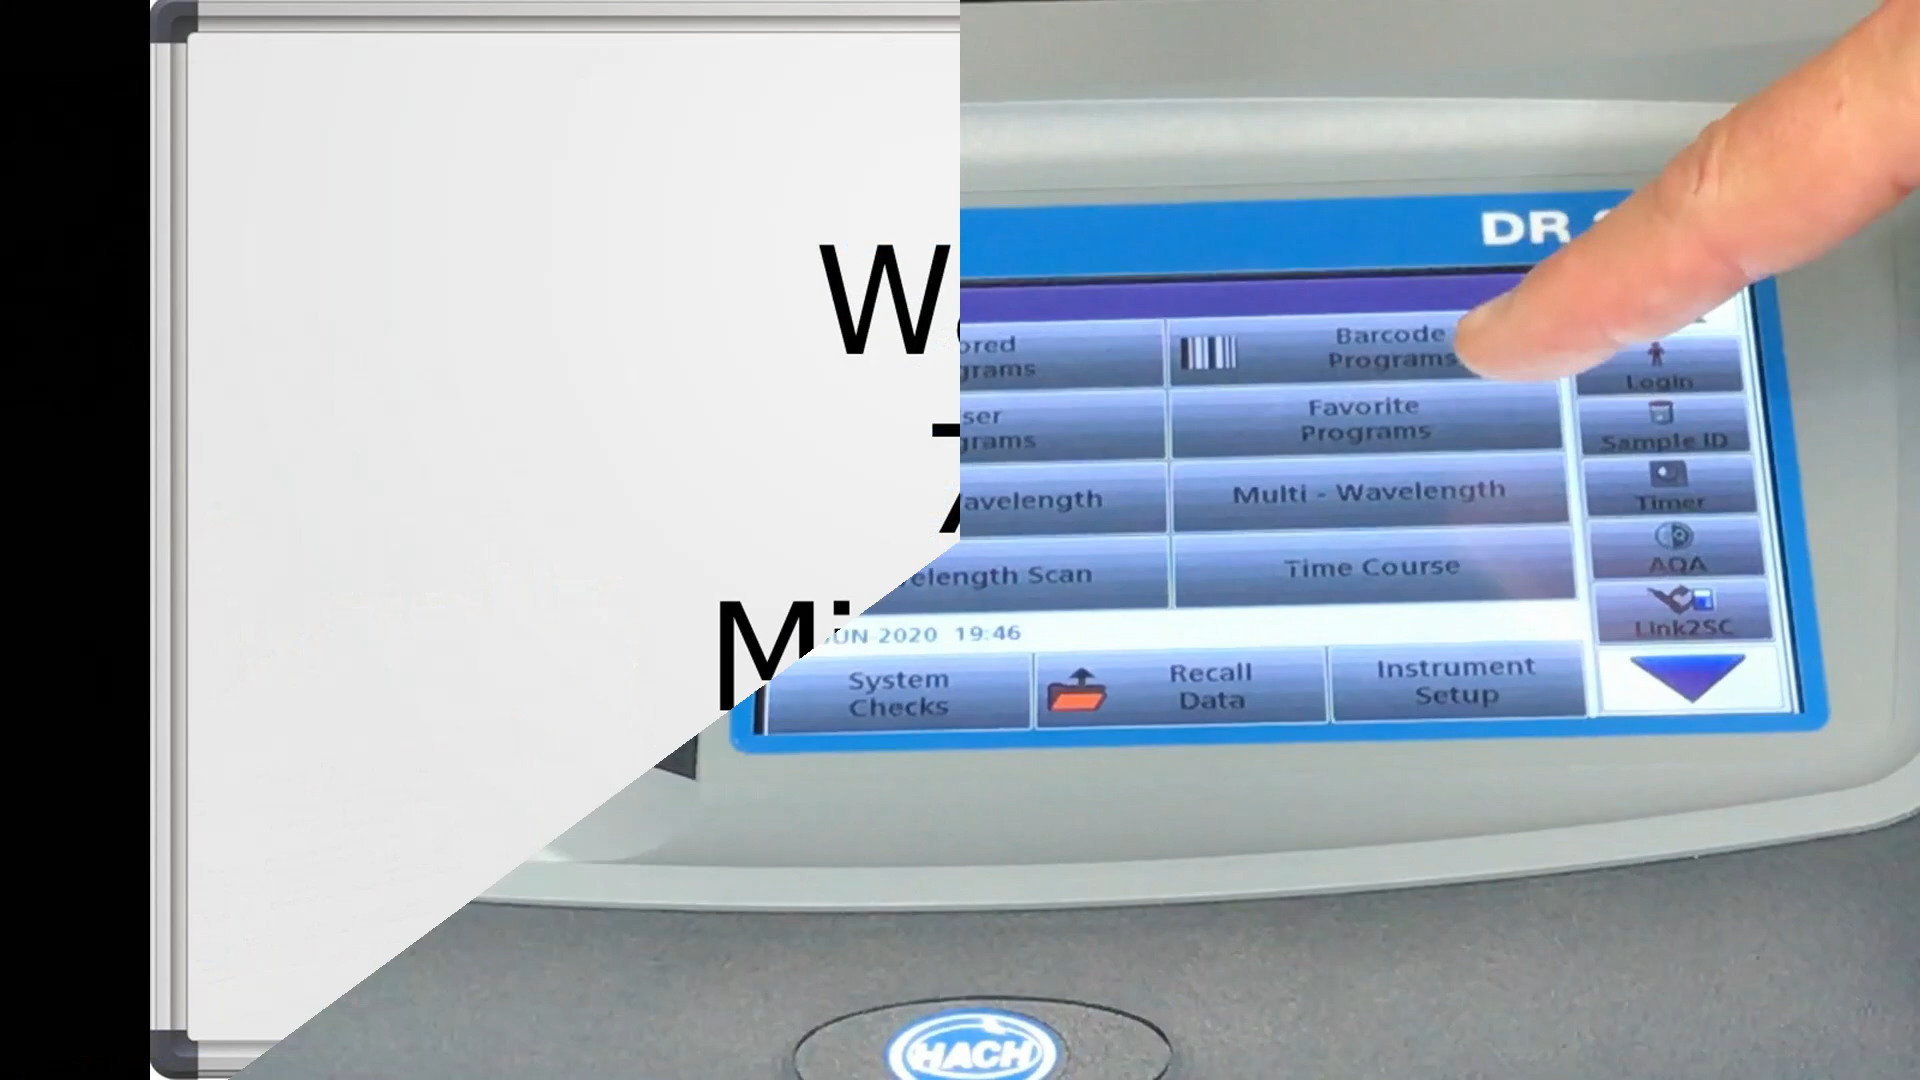 W
Mi
DR
ored
grams
Barcode
Programs
Login
ser
grams
Favorite
Programs
Sample ID
avelength
Multi - Wavelength
Timer
elength Scan
Time Course
AQA
UN 2020 19:46
Link2SC
System
Checks
Recall
Data
Instrument
Setup
HACH